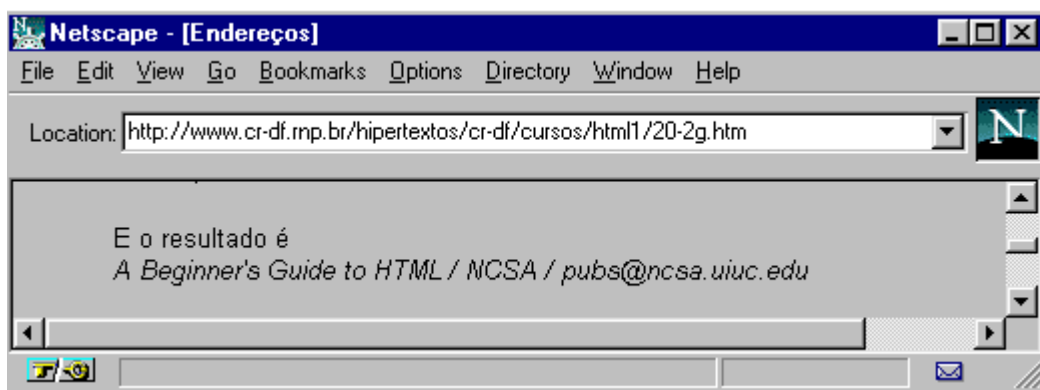 Netscape - [Endereços]
File Edit View Go Bookmarks Options Directory Window Help
Location: http://www.cr-df.rnp.br/hipertextos/cr-df/cursos/html1/20-2g.htm
N
E o resultado é
A Beginner's Guide to HTML / NCSA / pubs@ncsa.uiuc.edu